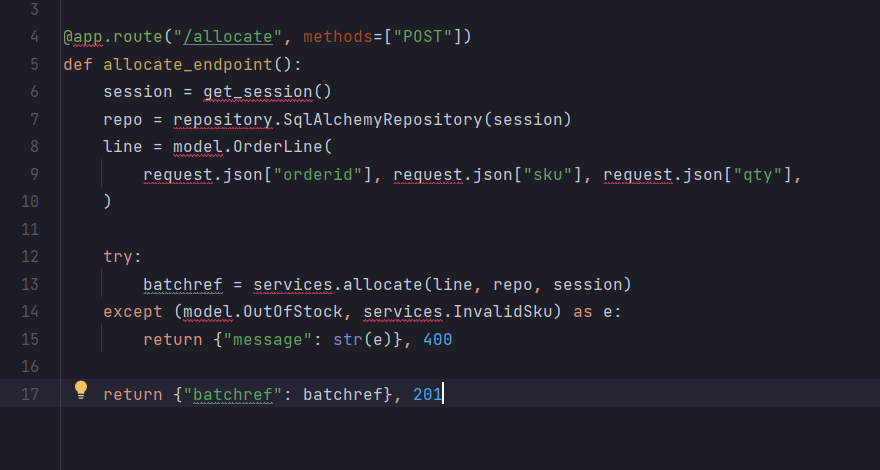 3
4 @app.route("/allocate", methods=["POST"])
5 def allocate_endpoint():
6     session = get_session()
7     repo = repository.SqlAlchemyRepository(session)
8     line = model.OrderLine(
9         request.json["orderid"], request.json["sku"], request.json["qty"],
10     )
11
12     try:
13         batchref = services.allocate(line, repo, session)
14     except (model.OutOfStock, services.InvalidSku) as e:
15         return {"message": str(e)}, 400
16
17     return {"batchref": batchref}, 201